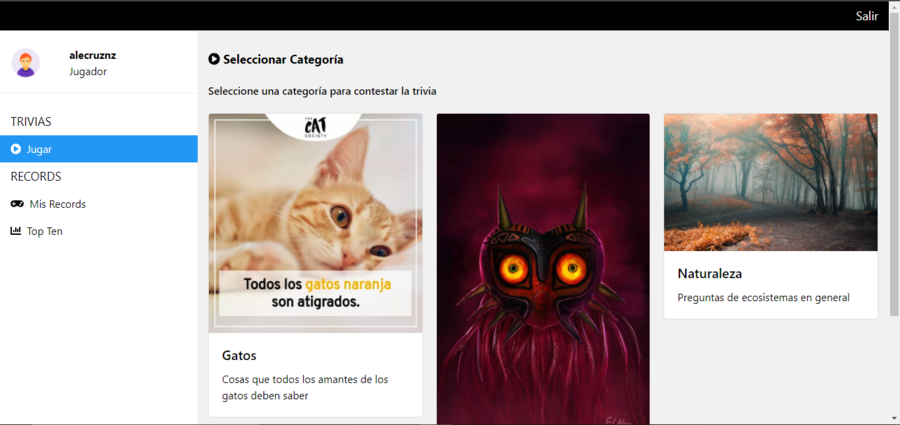 Salir
alecruznz
Jugador
TRIVIAS
Jugar
RECORDS
Mis Records
Top Ten
Seleccionar Categoría
Seleccione una categoría para contestar la trivia
THE
CAT
SOCIETY
Todos los gatos naranja
son atigrados.
Gatos
Cosas que todos los amantes de los
gatos deben saber
Naturaleza
Preguntas de ecosistemas en general